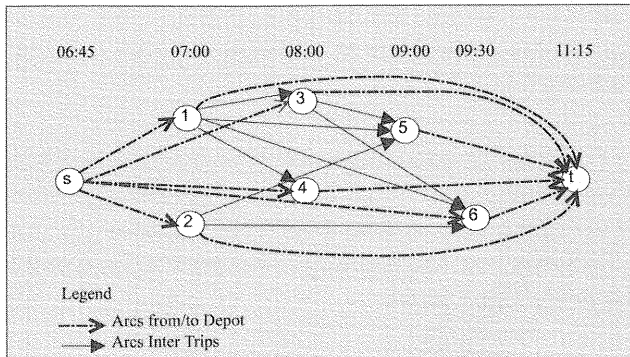 06:45 07:00 08:00 09:00 09:30 11:15
3
1
5
s
4
t
2
6
Legend
Arcs from/to Depot
Arcs Inter Trips